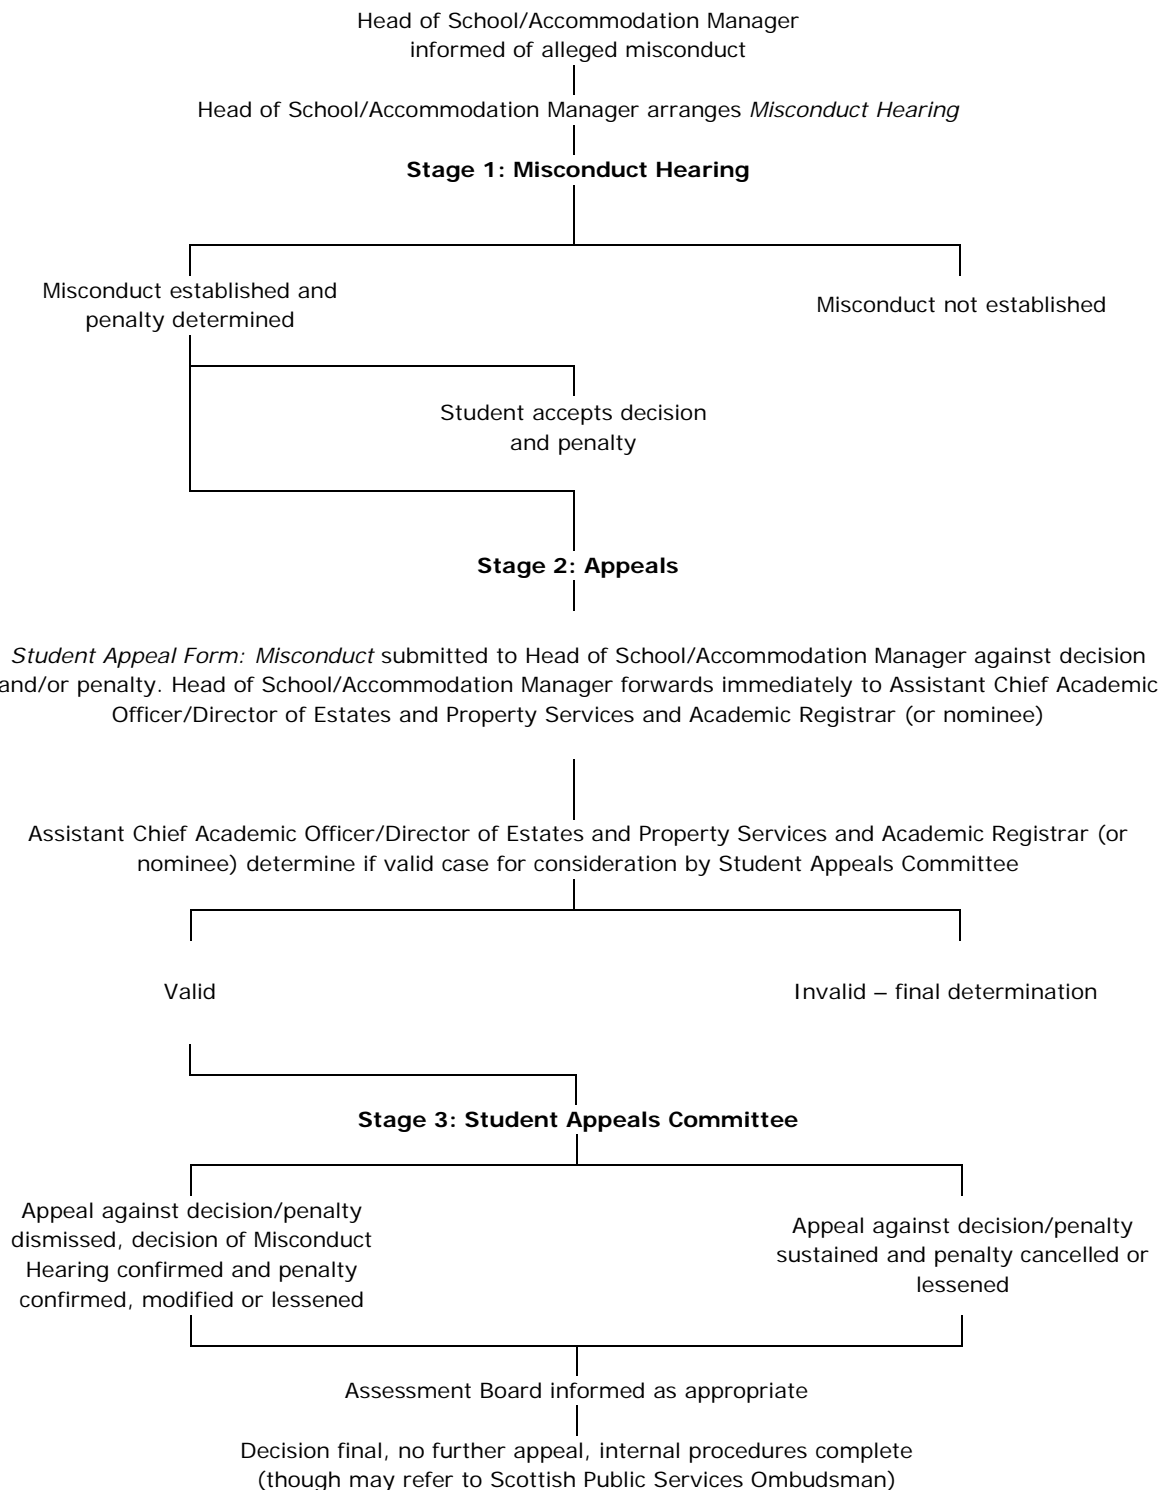 Head of School/Accommodation Manager
informed of alleged misconduct
Head of School/Accommodation Manager arranges Misconduct Hearing
Stage 1: Misconduct Hearing
Misconduct established and
penalty determined
Misconduct not established
Student accepts decision
and penalty
Stage 2: Appeals
Student Appeal Form: Misconduct submitted to Head of School/Accommodation Manager against decision
and/or penalty. Head of School/Accommodation Manager forwards immediately to Assistant Chief Academic
Officer/Director of Estates and Property Services and Academic Registrar (or nominee)
Assistant Chief Academic Officer/Director of Estates and Property Services and Academic Registrar (or
nominee) determine if valid case for consideration by Student Appeals Committee
Valid
Invalid – final determination
Stage 3: Student Appeals Committee
Appeal against decision/penalty
dismissed, decision of Misconduct
Hearing confirmed and penalty
confirmed, modified or lessened
Appeal against decision/penalty
sustained and penalty cancelled or
lessened
Assessment Board informed as appropriate
Decision final, no further appeal, internal procedures complete
(though may refer to Scottish Public Services Ombudsman)